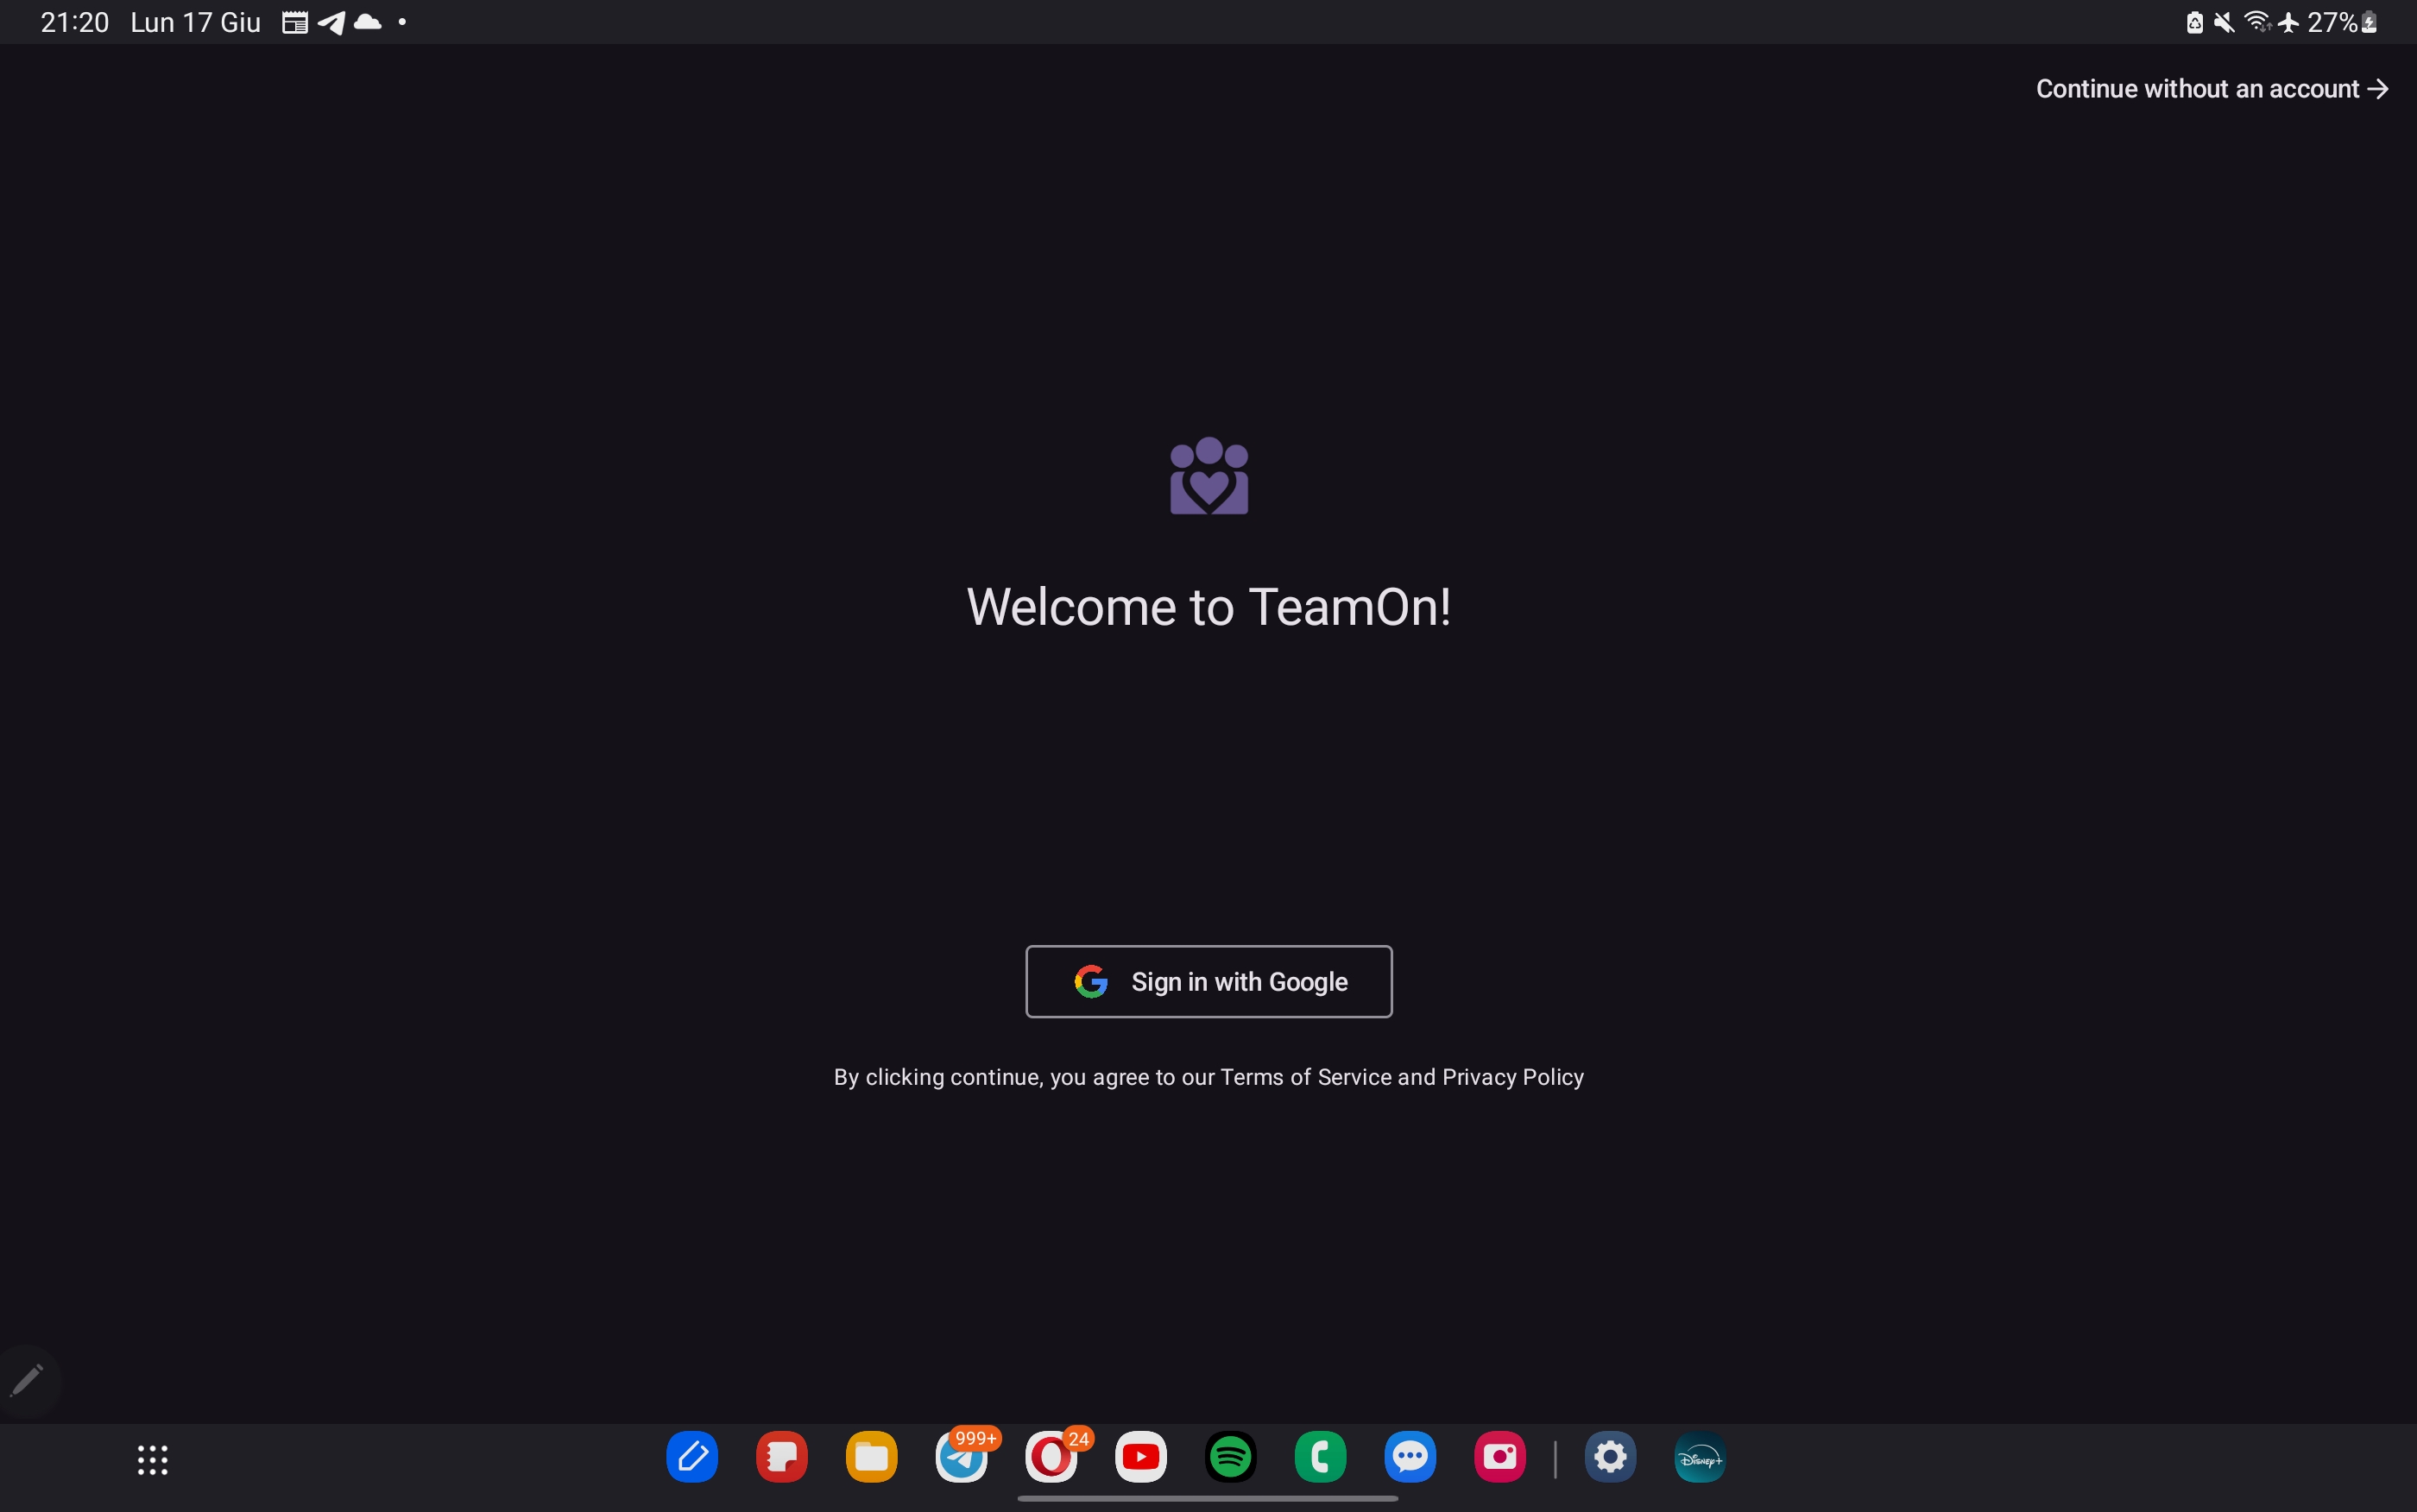 21:20 Lun 17 Giu
27%
Continue without an account
Welcome to TeamOn!
Sign in with Google
By clicking continue, you agree to our Terms of Service and Privacy Policy
999+
24
Disney+